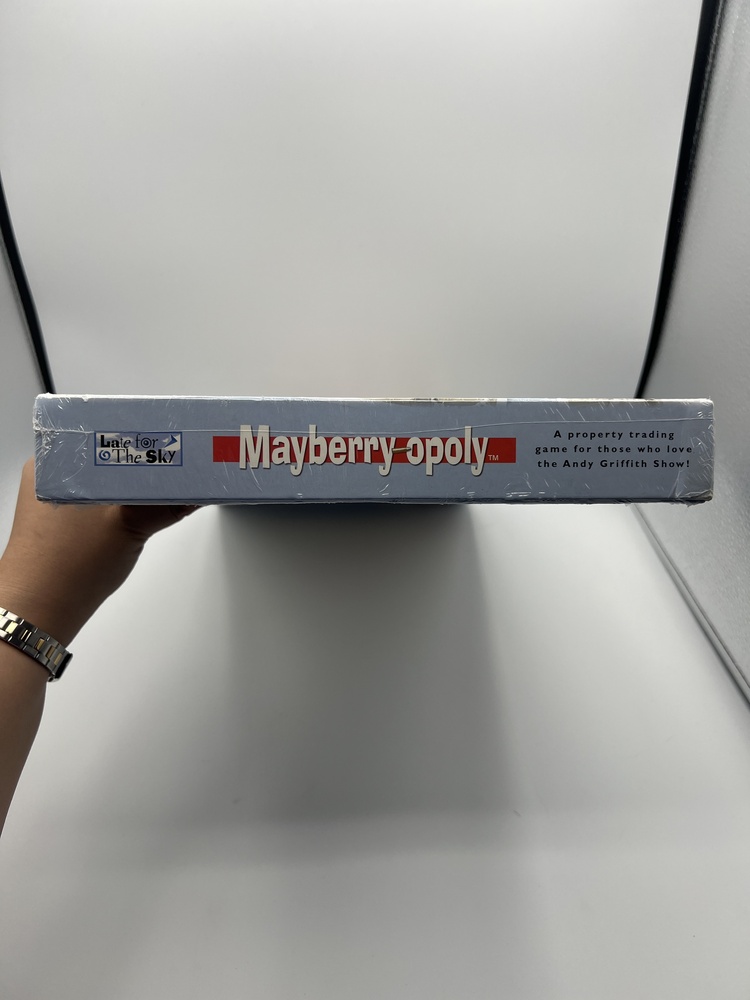 Late for
The Sky
Mayberry-opoly™
A property trading
game for those who love
the Andy Griffith Show!